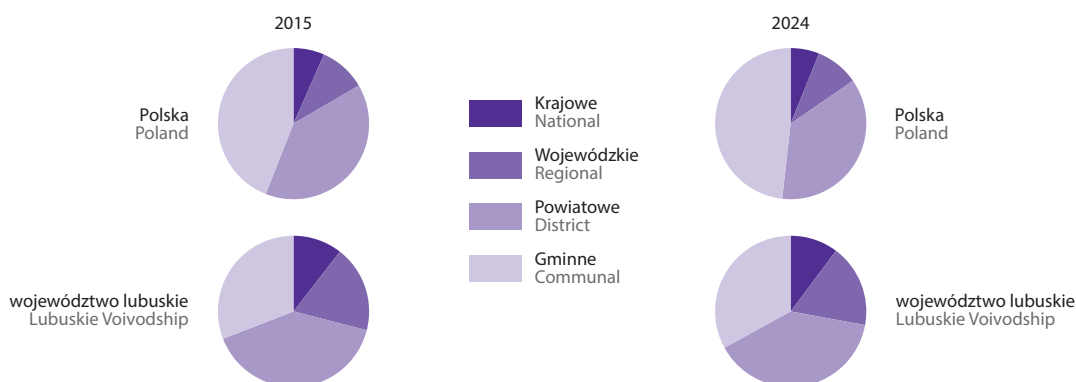 2015
2024
Polska
Poland
Krajowe
National
Wojewódzkie
Regional
Powiatowe
District
Gminne
Communal
Polska
Poland
województwo lubuskie
Lubuskie Voivodship
województwo lubuskie
Lubuskie Voivodship